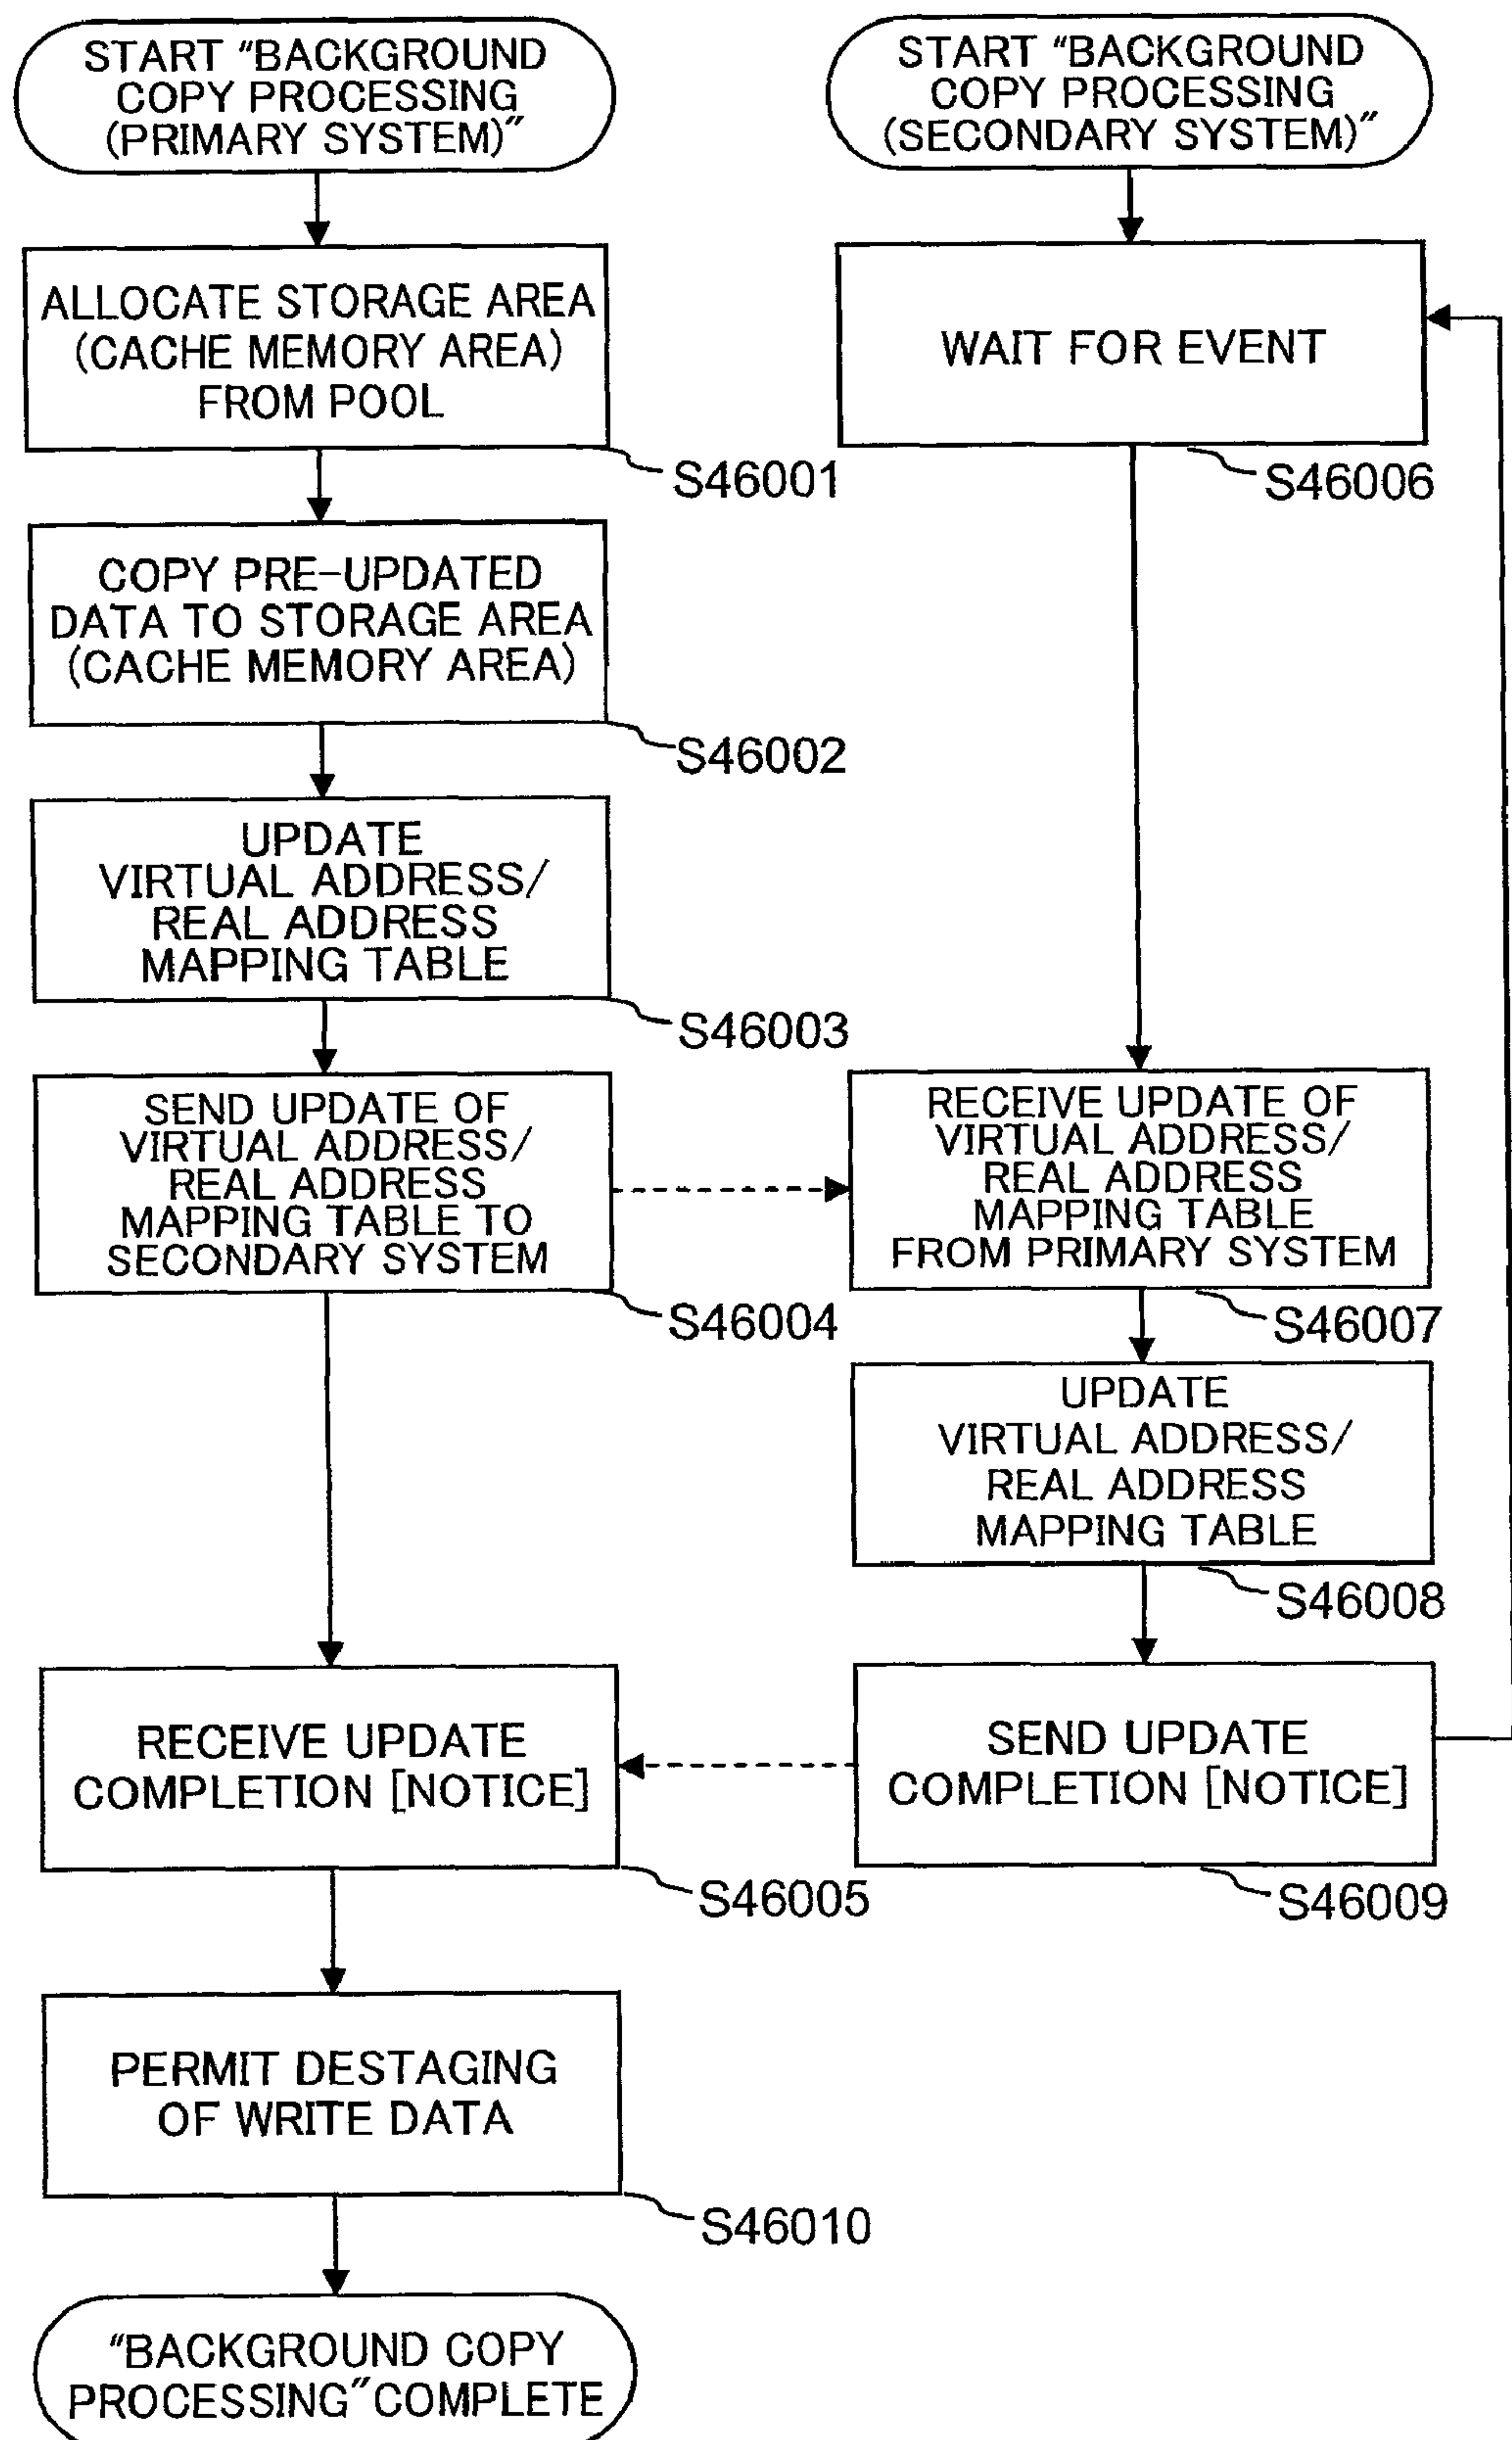 START “BACKGROUND
COPY PROCESSING
(PRIMARY SYSTEM)”
ALLOCATE STORAGE AREA
(CACHE MEMORY AREA)
FROM POOL
S46001
COPY PRE-UPDATED
DATA TO STORAGE AREA
(CACHE MEMORY AREA)
S46002
UPDATE
VIRTUAL ADDRESS/
REAL ADDRESS
MAPPING TABLE
S46003
SEND UPDATE OF
VIRTUAL ADDRESS/
REAL ADDRESS
MAPPING TABLE TO
SECONDARY SYSTEM
S46004
RECEIVE UPDATE
COMPLETION [NOTICE]
S46005
PERMIT DESTAGING
OF WRITE DATA
S46010
“BACKGROUND COPY
PROCESSING”COMPLETE
START “BACKGROUND
COPY PROCESSING
(SECONDARY SYSTEM)”
WAIT FOR EVENT
S46006
RECEIVE UPDATE OF
VIRTUAL ADDRESS/
REAL ADDRESS
MAPPING TABLE
FROM PRIMARY SYSTEM
S46007
UPDATE
VIRTUAL ADDRESS/
REAL ADDRESS
MAPPING TABLE
S46008
SEND UPDATE
COMPLETION [NOTICE]
S46009